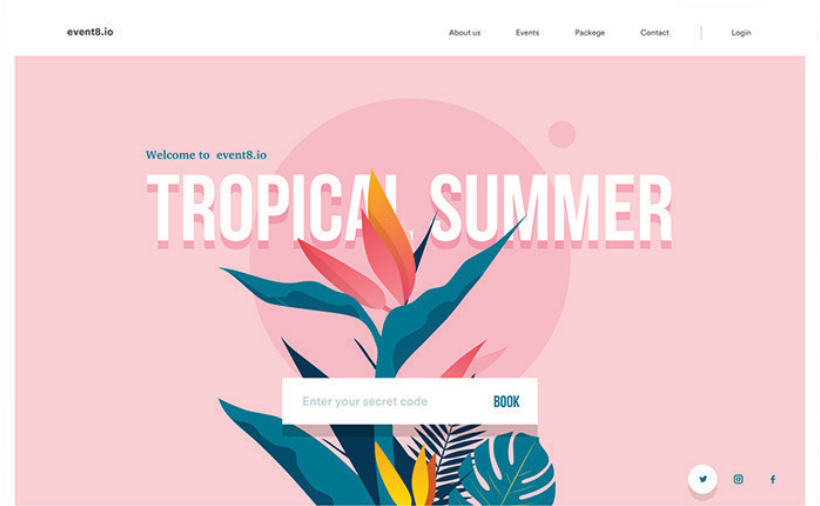 event8.io
About us Events Packege Contact Login
Welcome to event8.io
TROPICAL SUMMER
Enter your secret code BOOK